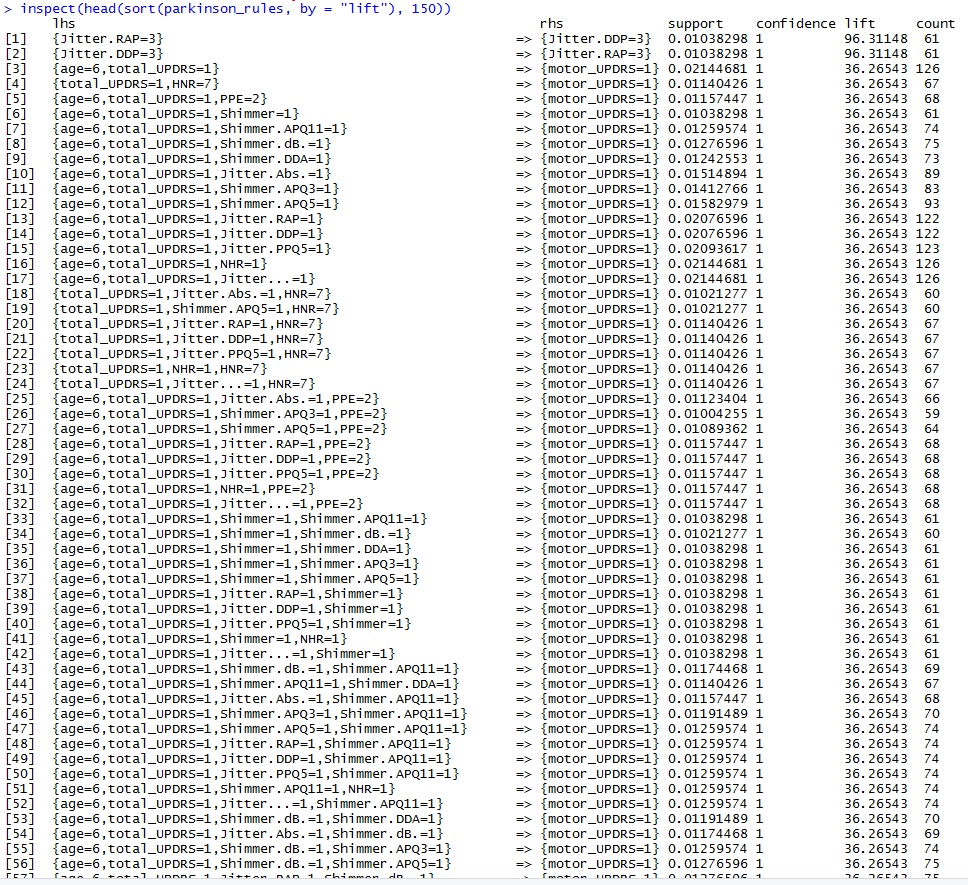 > inspect(head(sort(parkinson_rules, by = "lift"), 150))
lhs rhs support confidence lift count
[1] {Jitter.RAP=3} => {Jitter.DDP=3} 0.01038298 1 96.31148 61
[2] {Jitter.DDP=3} => {Jitter.RAP=3} 0.01038298 1 96.31148 61
[3] {age=6,total_UPDRS=1} => {motor_UPDRS=1} 0.02144681 1 36.26543 126
[4] {total_UPDRS=1,HNR=7} => {motor_UPDRS=1} 0.01140426 1 36.26543 67
[5] {age=6,total_UPDRS=1,PPE=2} => {motor_UPDRS=1} 0.01157447 1 36.26543 68
[6] {age=6,total_UPDRS=1,Shimmer=1} => {motor_UPDRS=1} 0.01038298 1 36.26543 61
[7] {age=6,total_UPDRS=1,Shimmer.APQ11=1} => {motor_UPDRS=1} 0.01259574 1 36.26543 74
[8] {age=6,total_UPDRS=1,Shimmer.dB.=1} => {motor_UPDRS=1} 0.01276596 1 36.26543 75
[9] {age=6,total_UPDRS=1,Shimmer.DDA=1} => {motor_UPDRS=1} 0.01242553 1 36.26543 73
[10] {age=6,total_UPDRS=1,Jitter.Abs.=1} => {motor_UPDRS=1} 0.01514894 1 36.26543 89
[11] {age=6,total_UPDRS=1,Shimmer.APQ3=1} => {motor_UPDRS=1} 0.01412766 1 36.26543 83
[12] {age=6,total_UPDRS=1,Shimmer.APQ5=1} => {motor_UPDRS=1} 0.01582979 1 36.26543 93
[13] {age=6,total_UPDRS=1,Jitter.RAP=1} => {motor_UPDRS=1} 0.02076596 1 36.26543 122
[14] {age=6,total_UPDRS=1,Jitter.DDP=1} => {motor_UPDRS=1} 0.02076596 1 36.26543 122
[15] {age=6,total_UPDRS=1,Jitter.PPQ5=1} => {motor_UPDRS=1} 0.02093617 1 36.26543 123
[16] {age=6,total_UPDRS=1,NHR=1} => {motor_UPDRS=1} 0.02144681 1 36.26543 126
[17] {age=6,total_UPDRS=1,Jitter...=1} => {motor_UPDRS=1} 0.02144681 1 36.26543 126
[18] {total_UPDRS=1,Jitter.Abs.=1,HNR=7} => {motor_UPDRS=1} 0.01021277 1 36.26543 60
[19] {total_UPDRS=1,Shimmer.APQ5=1,HNR=7} => {motor_UPDRS=1} 0.01021277 1 36.26543 60
[20] {total_UPDRS=1,Jitter.RAP=1,HNR=7} => {motor_UPDRS=1} 0.01140426 1 36.26543 67
[21] {total_UPDRS=1,Jitter.DDP=1,HNR=7} => {motor_UPDRS=1} 0.01140426 1 36.26543 67
[22] {total_UPDRS=1,Jitter.PPQ5=1,HNR=7} => {motor_UPDRS=1} 0.01140426 1 36.26543 67
[23] {total_UPDRS=1,NHR=1,HNR=7} => {motor_UPDRS=1} 0.01140426 1 36.26543 67
[24] {total_UPDRS=1,Jitter...=1,HNR=7} => {motor_UPDRS=1} 0.01140426 1 36.26543 67
[25] {age=6,total_UPDRS=1,Jitter.Abs.=1,PPE=2} => {motor_UPDRS=1} 0.01123404 1 36.26543 66
[26] {age=6,total_UPDRS=1,Shimmer.APQ3=1,PPE=2} => {motor_UPDRS=1} 0.01004255 1 36.26543 59
[27] {age=6,total_UPDRS=1,Shimmer.APQ5=1,PPE=2} => {motor_UPDRS=1} 0.01089362 1 36.26543 64
[28] {age=6,total_UPDRS=1,Jitter.RAP=1,PPE=2} => {motor_UPDRS=1} 0.01157447 1 36.26543 68
[29] {age=6,total_UPDRS=1,Jitter.DDP=1,PPE=2} => {motor_UPDRS=1} 0.01157447 1 36.26543 68
[30] {age=6,total_UPDRS=1,Jitter.PPQ5=1,PPE=2} => {motor_UPDRS=1} 0.01157447 1 36.26543 68
[31] {age=6,total_UPDRS=1,NHR=1,PPE=2} => {motor_UPDRS=1} 0.01157447 1 36.26543 68
[32] {age=6,total_UPDRS=1,Jitter...=1,PPE=2} => {motor_UPDRS=1} 0.01157447 1 36.26543 68
[33] {age=6,total_UPDRS=1,Shimmer=1,Shimmer.APQ11=1} => {motor_UPDRS=1} 0.01038298 1 36.26543 61
[34] {age=6,total_UPDRS=1,Shimmer=1,Shimmer.dB.=1} => {motor_UPDRS=1} 0.01021277 1 36.26543 60
[35] {age=6,total_UPDRS=1,Shimmer=1,Shimmer.DDA=1} => {motor_UPDRS=1} 0.01038298 1 36.26543 61
[36] {age=6,total_UPDRS=1,Shimmer=1,Shimmer.APQ3=1} => {motor_UPDRS=1} 0.01038298 1 36.26543 61
[37] {age=6,total_UPDRS=1,Shimmer=1,Shimmer.APQ5=1} => {motor_UPDRS=1} 0.01038298 1 36.26543 61
[38] {age=6,total_UPDRS=1,Jitter.RAP=1,Shimmer=1} => {motor_UPDRS=1} 0.01038298 1 36.26543 61
[39] {age=6,total_UPDRS=1,Jitter.DDP=1,Shimmer=1} => {motor_UPDRS=1} 0.01038298 1 36.26543 61
[40] {age=6,total_UPDRS=1,Jitter.PPQ5=1,Shimmer=1} => {motor_UPDRS=1} 0.01038298 1 36.26543 61
[41] {age=6,total_UPDRS=1,Shimmer=1,NHR=1} => {motor_UPDRS=1} 0.01038298 1 36.26543 61
[42] {age=6,total_UPDRS=1,Jitter...=1,Shimmer=1} => {motor_UPDRS=1} 0.01038298 1 36.26543 61
[43] {age=6,total_UPDRS=1,Shimmer.dB.=1,Shimmer.APQ11=1} => {motor_UPDRS=1} 0.01174468 1 36.26543 69
[44] {age=6,total_UPDRS=1,Shimmer.APQ11=1,Shimmer.DDA=1} => {motor_UPDRS=1} 0.01140426 1 36.26543 67
[45] {age=6,total_UPDRS=1,Jitter.Abs.=1,Shimmer.APQ11=1} => {motor_UPDRS=1} 0.01157447 1 36.26543 68
[46] {age=6,total_UPDRS=1,Shimmer.APQ3=1,Shimmer.APQ11=1} => {motor_UPDRS=1} 0.01191489 1 36.26543 70
[47] {age=6,total_UPDRS=1,Shimmer.APQ5=1,Shimmer.APQ11=1} => {motor_UPDRS=1} 0.01259574 1 36.26543 74
[48] {age=6,total_UPDRS=1,Jitter.RAP=1,Shimmer.APQ11=1} => {motor_UPDRS=1} 0.01259574 1 36.26543 74
[49] {age=6,total_UPDRS=1,Jitter.DDP=1,Shimmer.APQ11=1} => {motor_UPDRS=1} 0.01259574 1 36.26543 74
[50] {age=6,total_UPDRS=1,Jitter.PPQ5=1,Shimmer.APQ11=1} => {motor_UPDRS=1} 0.01259574 1 36.26543 74
[51] {age=6,total_UPDRS=1,Shimmer.APQ11=1,NHR=1} => {motor_UPDRS=1} 0.01259574 1 36.26543 74
[52] {age=6,total_UPDRS=1,Jitter...=1,Shimmer.APQ11=1} => {motor_UPDRS=1} 0.01259574 1 36.26543 74
[53] {age=6,total_UPDRS=1,Shimmer.dB.=1,Shimmer.DDA=1} => {motor_UPDRS=1} 0.01191489 1 36.26543 70
[54] {age=6,total_UPDRS=1,Jitter.Abs.=1,Shimmer.dB.=1} => {motor_UPDRS=1} 0.01174468 1 36.26543 69
[55] {age=6,total_UPDRS=1,Shimmer.dB.=1,Shimmer.APQ3=1} => {motor_UPDRS=1} 0.01259574 1 36.26543 74
[56] {age=6,total_UPDRS=1,Shimmer.dB.=1,Shimmer.APQ5=1} => {motor_UPDRS=1} 0.01276596 1 36.26543 75